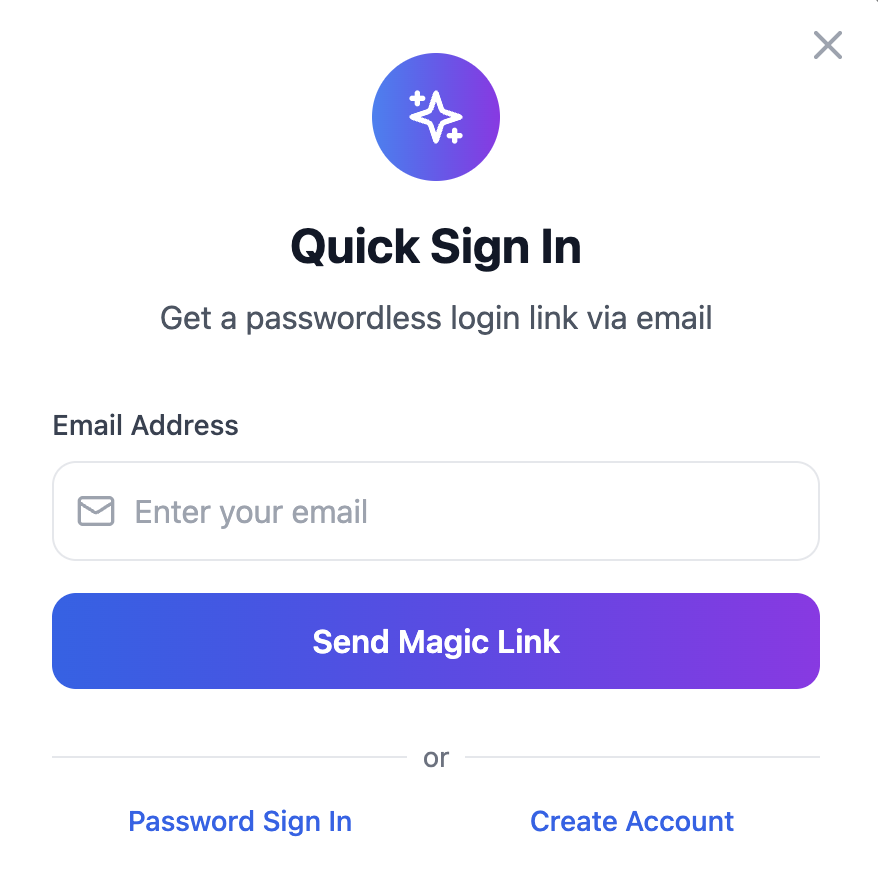 Quick Sign In
Get a passwordless login link via email
Email Address
Enter your email
Send Magic Link
or
Password Sign In
Create Account